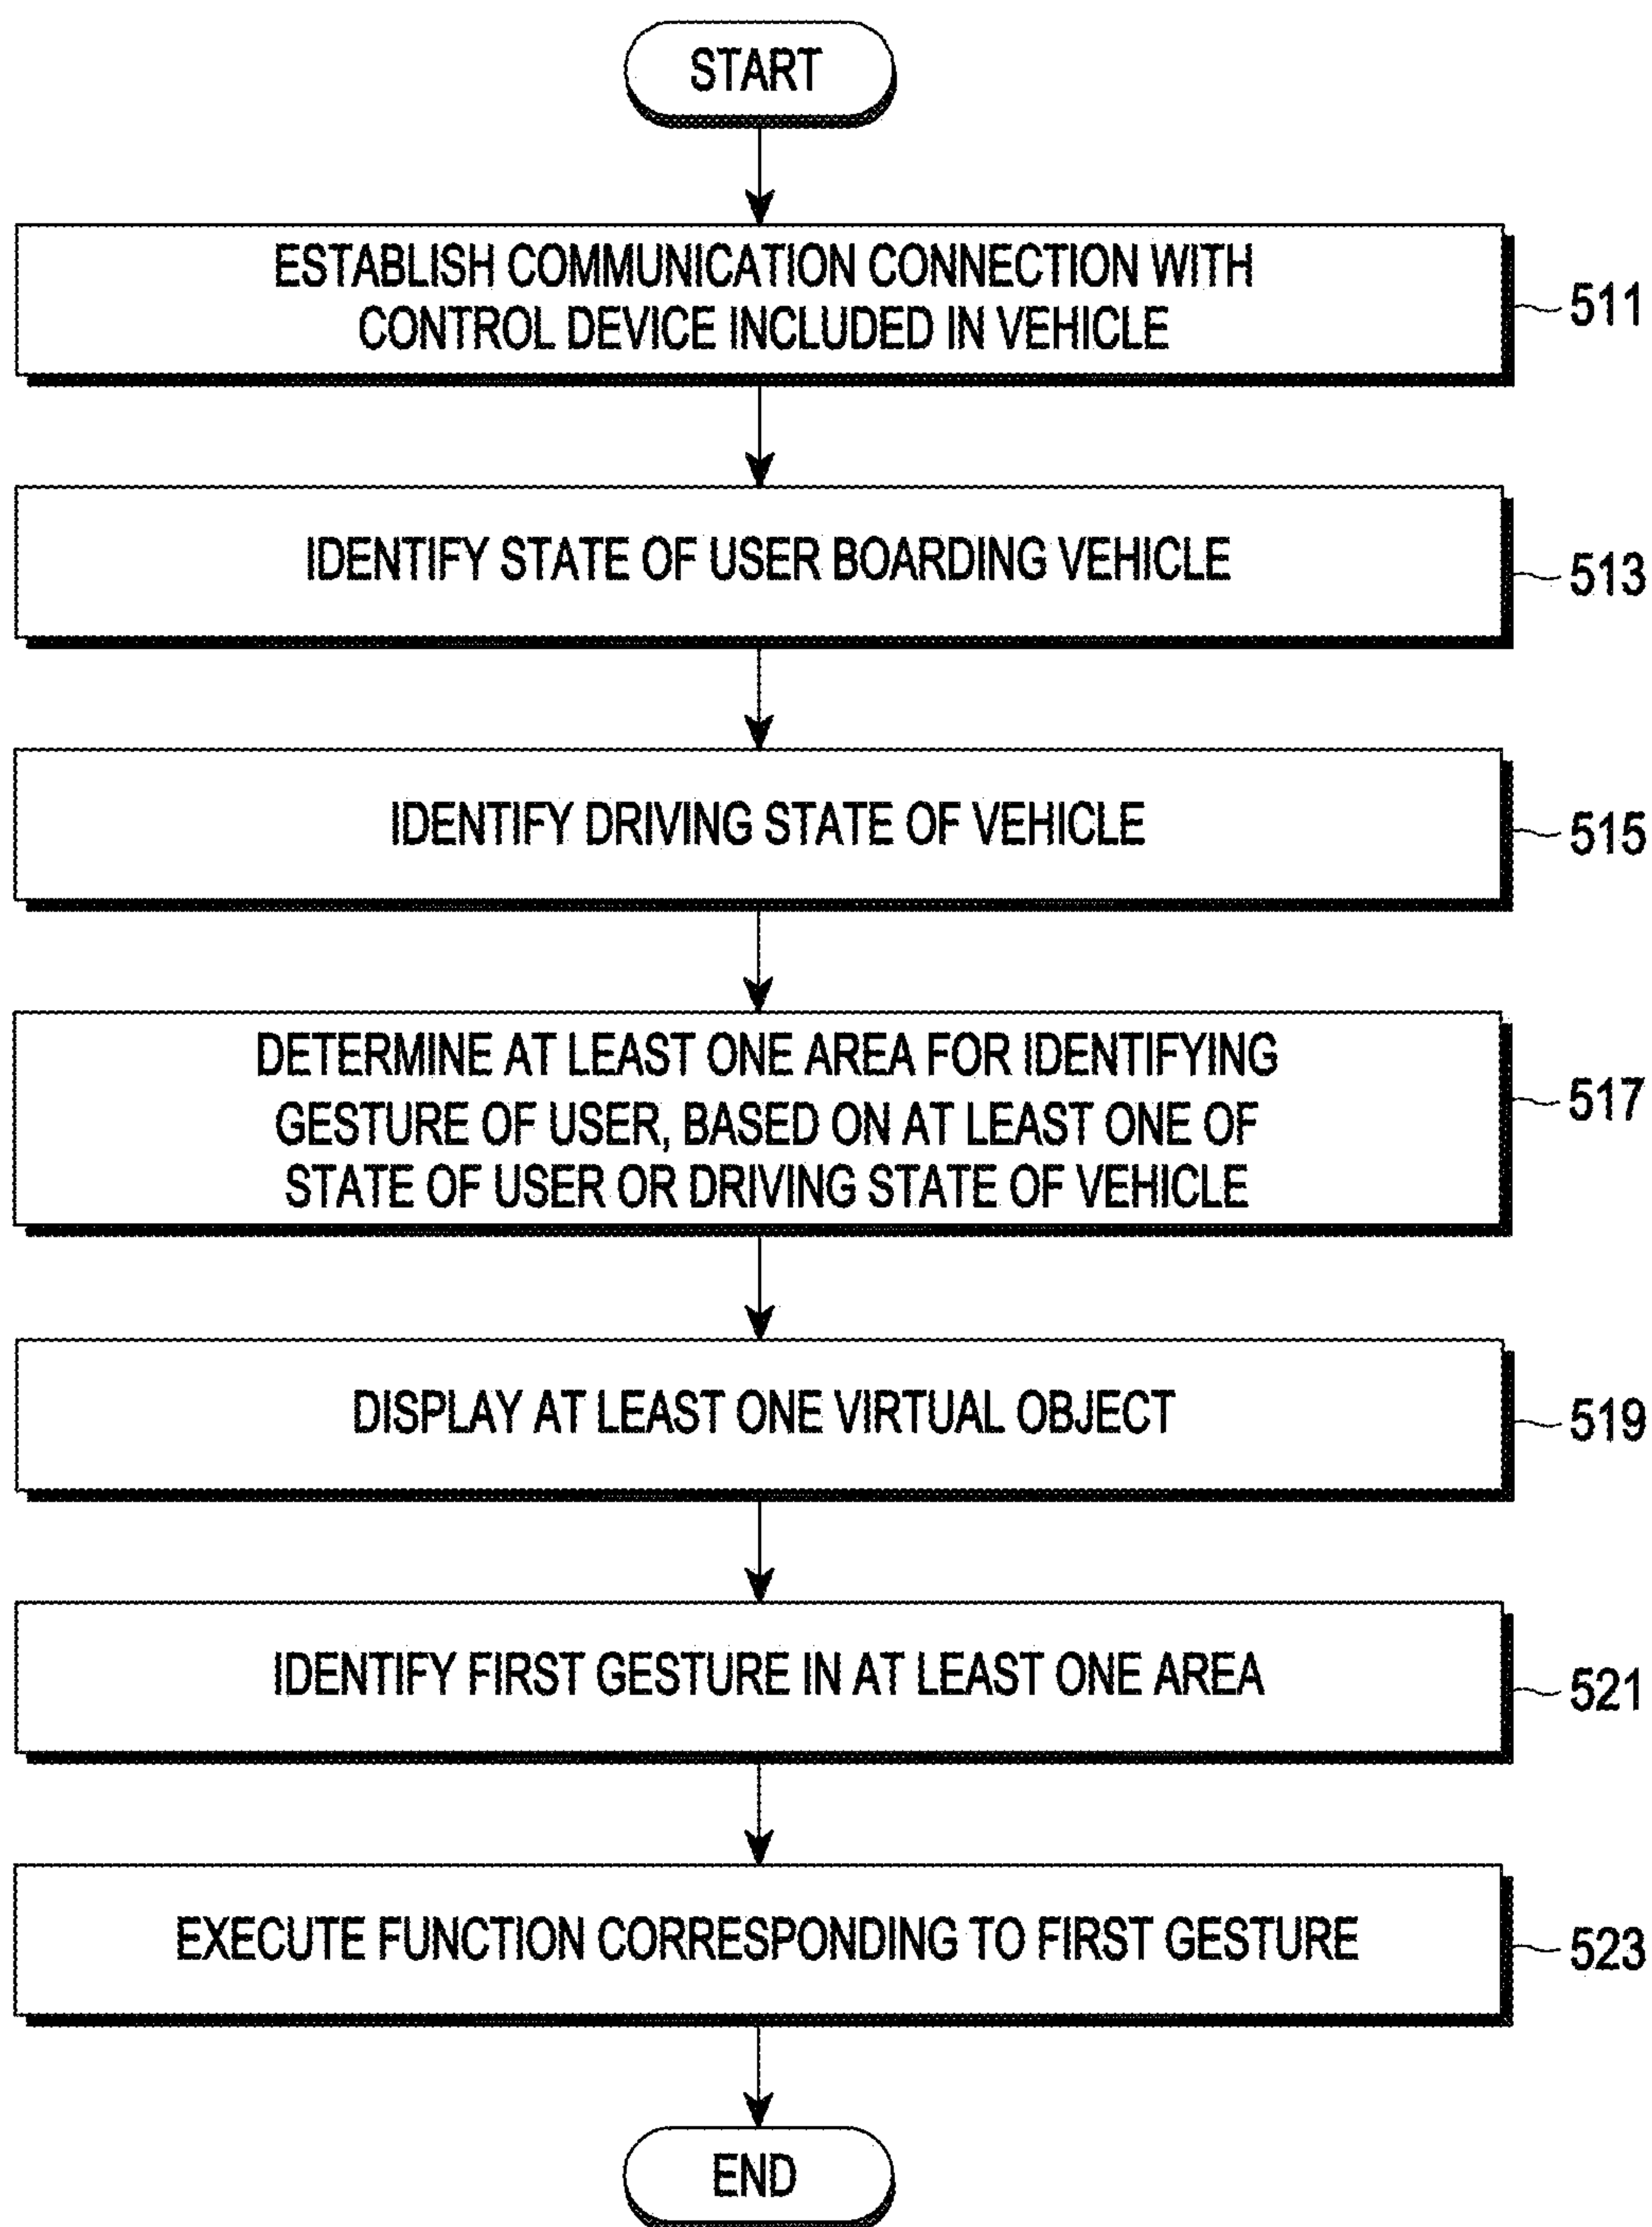 START
ESTABLISH COMMUNICATION CONNECTION WITH
CONTROL DEVICE INCLUDED IN VEHICLE
511
IDENTIFY STATE OF USER BOARDING VEHICLE
513
IDENTIFY DRIVING STATE OF VEHICLE
515
DETERMINE AT LEAST ONE AREA FOR IDENTIFYING
GESTURE OF USER, BASED ON AT LEAST ONE OF
STATE OF USER OR DRIVING STATE OF VEHICLE
517
DISPLAY AT LEAST ONE VIRTUAL OBJECT
519
IDENTIFY FIRST GESTURE IN AT LEAST ONE AREA
521
EXECUTE FUNCTION CORRESPONDING TO FIRST GESTURE
523
END